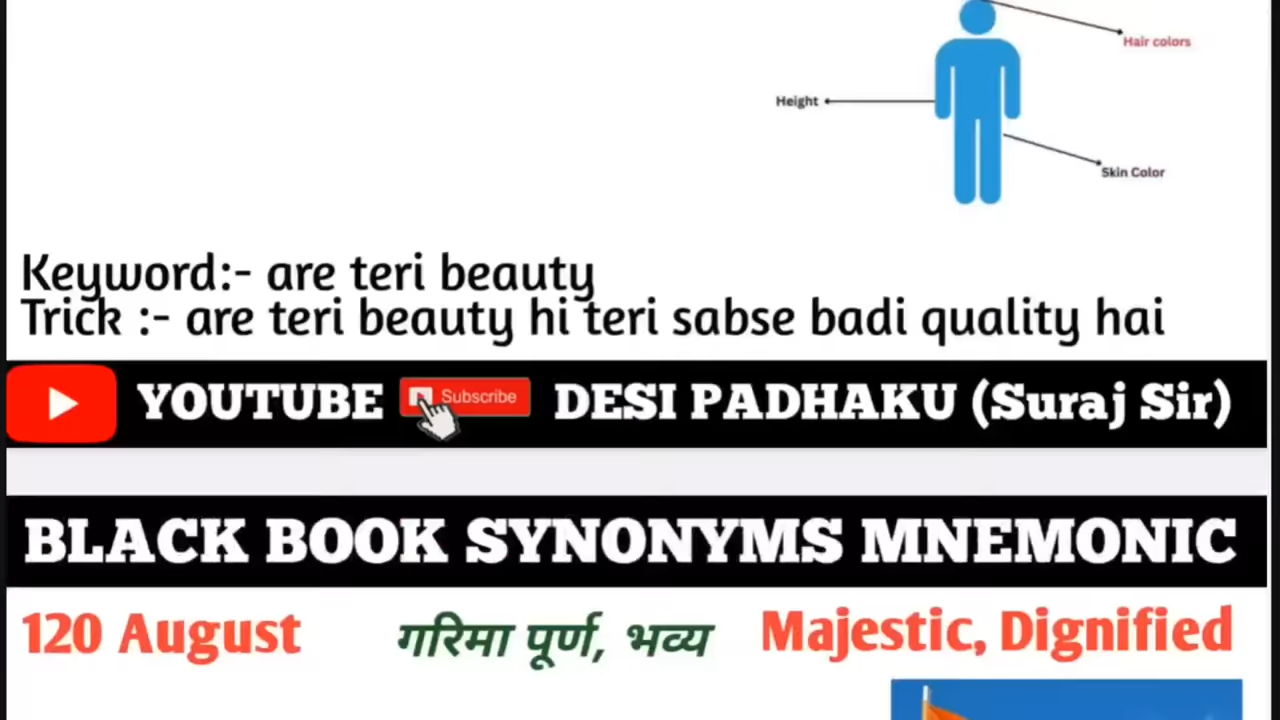 Hair colors
Height
Skin Color
Keyword:- are teri beauty
Trick :- are teri beauty hi teri sabse badi quality hai
YOUTUBE Subscribe DESI PADHAKU (Suraj Sir)
BLACK BOOK SYNONYMS MNEMONIC
120 August गरिमा पूर्ण, भव्य Majestic, Dignified